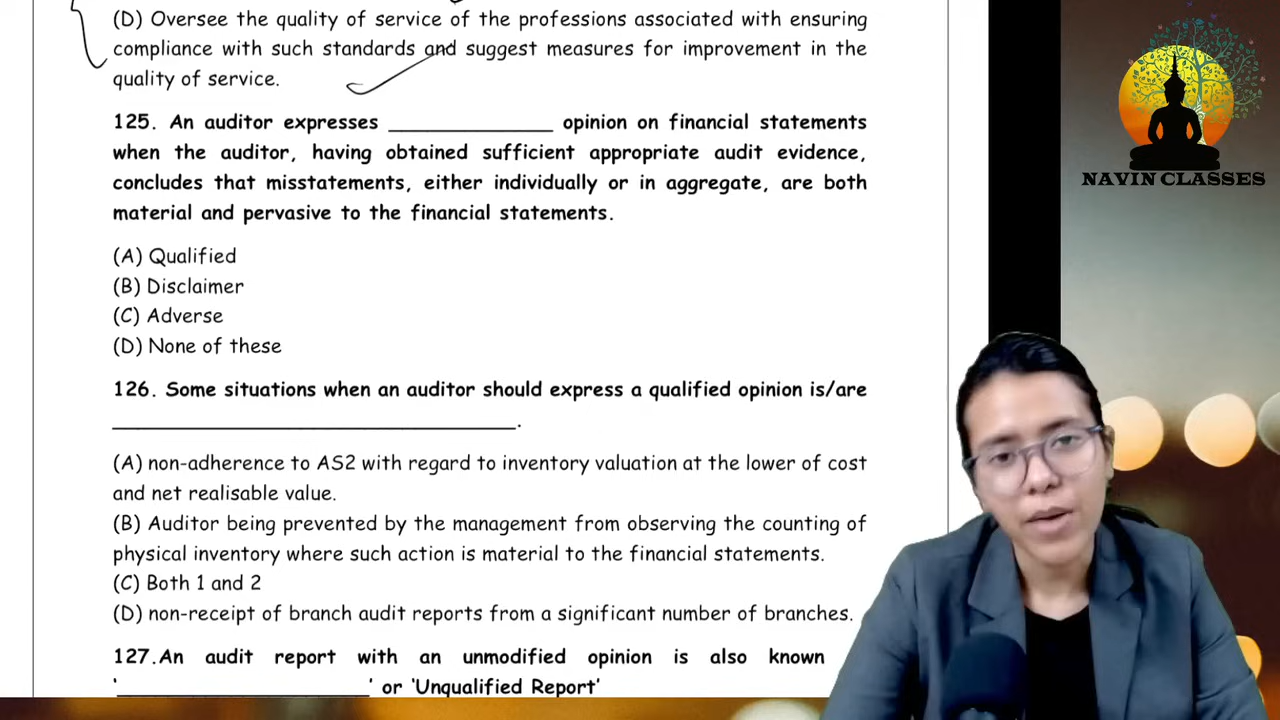 (D) Oversee the quality of service of the professions associated with ensuring
compliance with such standards and suggest measures for improvement in the
quality of service.
125. An auditor expresses ______________ opinion on financial statements
when the auditor, having obtained sufficient appropriate audit evidence,
concludes that misstatements, either individually or in aggregate, are both
material and pervasive to the financial statements.
(A) Qualified
(B) Disclaimer
(C) Adverse
(D) None of these
126. Some situations when an auditor should express a qualified opinion is/are
___________________________________.
(A) non-adherence to AS2 with regard to inventory valuation at the lower of cost
and net realisable value.
(B) Auditor being prevented by the management from observing the counting of
physical inventory where such action is material to the financial statements.
(C) Both 1 and 2
(D) non-receipt of branch audit reports from a significant number of branches.
127.An audit report with an unmodified opinion is also known
'______________________' or 'Unqualified Report'
NAVIN CLASSES